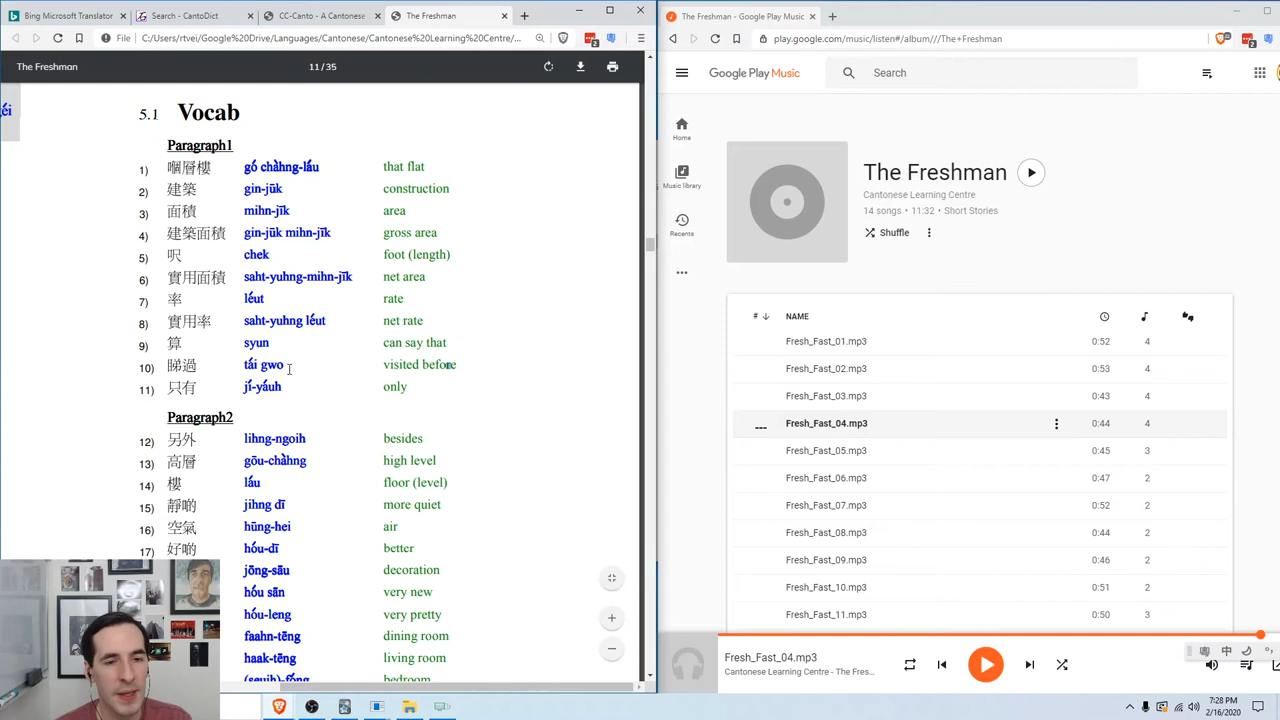 Bing Microsoft Translator
Search - CantoDict
CC-Canto - A Cantonese
The Freshman
File C:/Users/rtvei/Google%20Drive/Languages/Cantonese/Cantonese%20Learning%20Centre/...
2
The Freshman
11/35
5.1 Vocab
Paragraph1
1) 嗰層樓 gó chàhng-láu that flat
2) 建築 gin-jūk construction
3) 面積 mihn-jīk area
4) 建築面積 gin-jūk mihn-jīk gross area
5) 呎 chek foot (length)
6) 實用面積 saht-yuhng-mihn-jīk net area
7) 率 léut rate
8) 實用率 saht-yuhng léut net rate
9) 算 syun can say that
10) 睇過 tái gwo visited before
11) 只有 jí-yáuh only
Paragraph2
12) 另外 lihng-ngoih besides
13) 高層 gōu-chàhng high level
14) 樓 láu floor (level)
15) 靜啲 jihng dī more quiet
16) 空氣 hūng-hei air
17) 好啲 hóu-dī better
jōng-sāu decoration
hóu sān very new
hóu-leng very pretty
faahn-tēng dining room
haak-tēng living room
(seuih)-fóng bedroom
The Freshman - Google Play Music
play.google.com/music/listen#/album///The+Freshman
2
Google Play Music
Search
Home
Music library
Recents
The Freshman
Cantonese Learning Centre
14 songs • 11:32 • Short Stories
Shuffle
# NAME
Fresh_Fast_01.mp3 0:52 4
Fresh_Fast_02.mp3 0:53 4
Fresh_Fast_03.mp3 0:43 4
Fresh_Fast_04.mp3 0:44 4
Fresh_Fast_05.mp3 0:45 3
Fresh_Fast_06.mp3 0:47 2
Fresh_Fast_07.mp3 0:52 2
Fresh_Fast_08.mp3 0:44 2
Fresh_Fast_09.mp3 0:46 2
Fresh_Fast_10.mp3 0:51 2
Fresh_Fast_11.mp3 0:50 3
Fresh_Fast_04.mp3
Cantonese Learning Centre - The Fres...
中
7:28 PM
2/16/2020